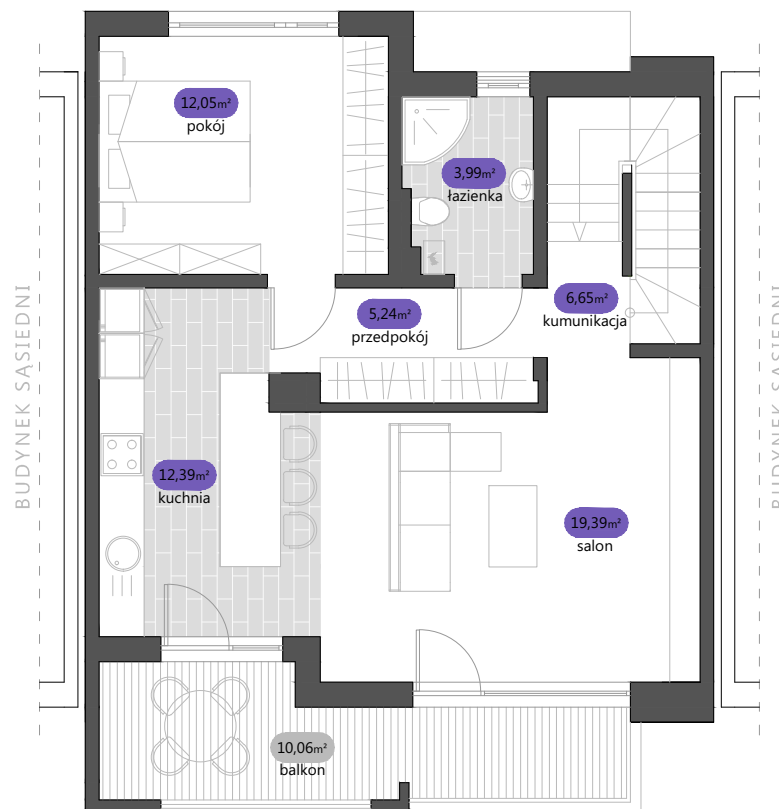 12,05m²
pokój
3,99m²
łazienka
6,65m²
kumunikacja
5,24m²
przedpokój
BUDYNEK SĄSIEDNI
BUDYNEK SĄSIEDNI
12,39m²
kuchnia
19,39m²
salon
10,06m²
balkon